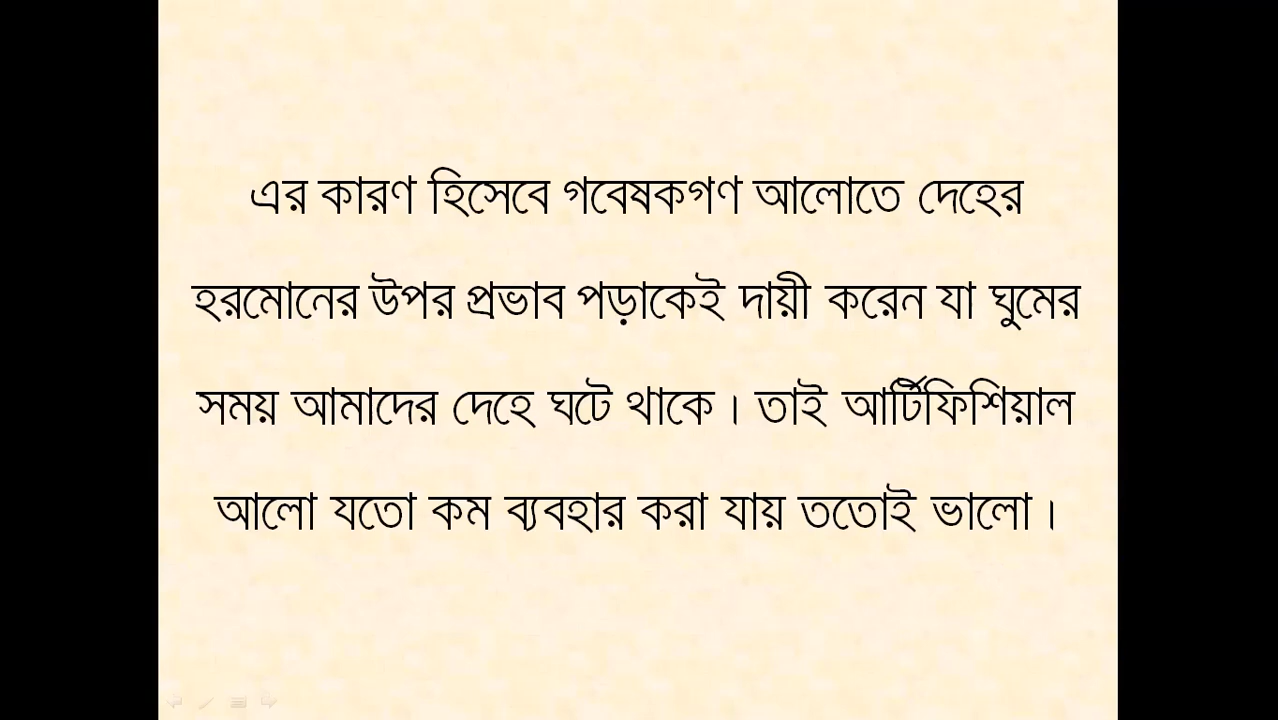 এর কারণ হিসেবে গবেষকগণ আলোতে দেহের
হরমোনের উপর প্রভাব পড়াকেই দায়ী করেন যা ঘুমের
সময় আমাদের দেহে ঘটে থাকে। তাই আর্টিফিশিয়াল
আলো যতো কম ব্যবহার করা যায় ততোই ভালো।